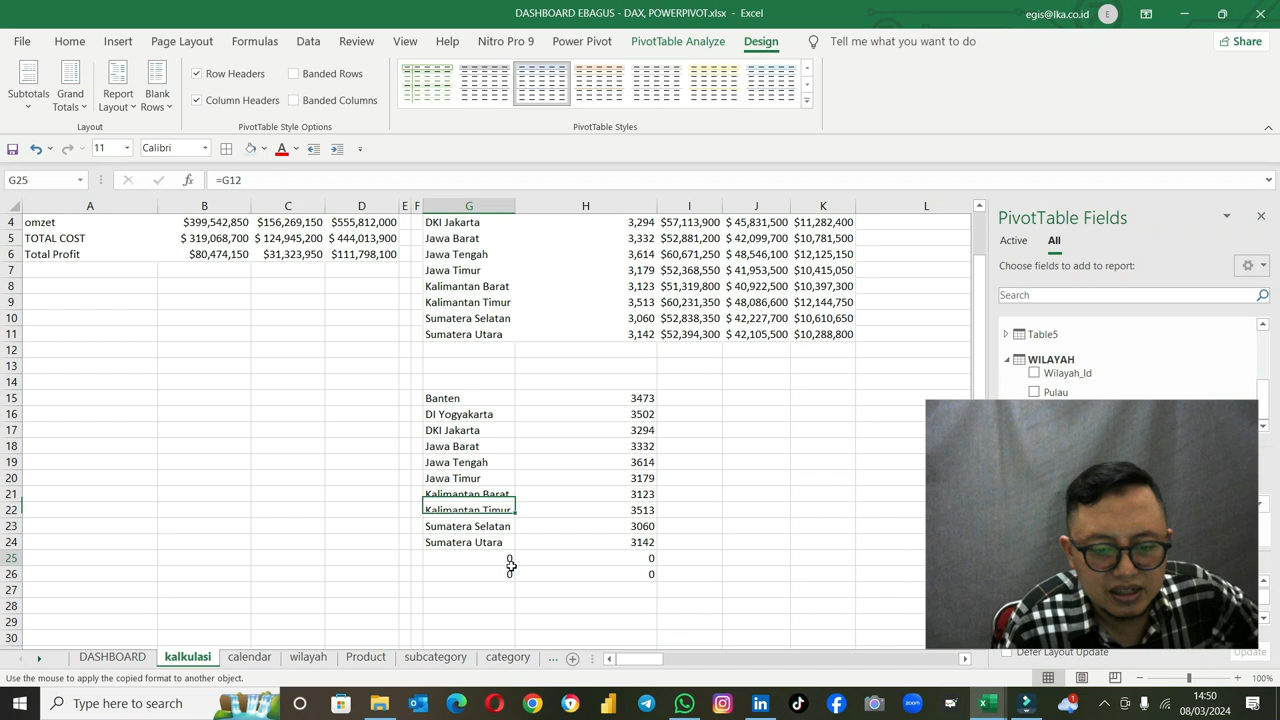 DASHBOARD EBAGUS - DAX, POWERPIVOT.xlsx - Excel
egis@lka.co.id E
File Home Insert Page Layout Formulas Data Review View Help Nitro Pro 9 Power Pivot PivotTable Analyze Design Tell me what you want to do Share
Subtotals Grand Totals Report Layout Blank Rows
Row Headers Banded Rows
Column Headers Banded Columns
Layout PivotTable Style Options PivotTable Styles
11 Calibri
G25 fx =G12
A B C D E F G H I J K L
4 omzet $399,542,850 $156,269,150 $555,812,000 DKI Jakarta 3,294 $57,113,900 $ 45,831,500 $11,282,400
5 TOTAL COST $ 319,068,700 $ 124,945,200 $ 444,013,900 Jawa Barat 3,332 $52,881,200 $ 42,099,700 $10,781,500
6 Total Profit $80,474,150 $31,323,950 $111,798,100 Jawa Tengah 3,614 $60,671,250 $ 48,546,100 $12,125,150
7 Jawa Timur 3,179 $52,368,550 $ 41,953,500 $10,415,050
8 Kalimantan Barat 3,123 $51,319,800 $ 40,922,500 $10,397,300
9 Kalimantan Timur 3,513 $60,231,350 $ 48,086,600 $12,144,750
10 Sumatera Selatan 3,060 $52,838,350 $ 42,227,700 $10,610,650
11 Sumatera Utara 3,142 $52,394,300 $ 42,105,500 $10,288,800
12
13
14
15 Banten 3473
16 DI Yogyakarta 3502
17 DKI Jakarta 3294
18 Jawa Barat 3332
19 Jawa Tengah 3614
20 Jawa Timur 3179
21 Kalimantan Barat 3123
22 Kalimantan Timur 3513
23 Sumatera Selatan 3060
24 Sumatera Utara 3142
25 0 0
26 0 0
27
28
29
30
PivotTable Fields
Active All
Choose fields to add to report:
Search
Table5
WILAYAH
Wilayah_Id
Pulau
Defer Layout Update Update
DASHBOARD kalkulasi calendar wilayah Product subcategory category
Use the mouse to apply the copied format to another object.
100%
Type here to search
14:50
08/03/2024